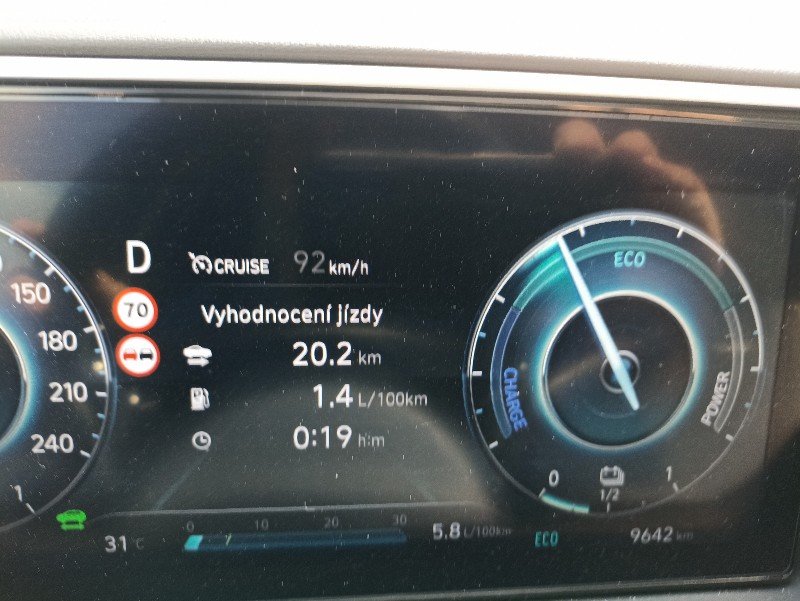 D
CRUISE 92 km/h
150
70
Vyhodnocení jízdy
180
20.2 km
210
1.4 L/100km
240
0:19 h:m
ECO
CHARGE
POWER
0 1/2 1
1
0 10 20 30
31 C
5.8 L/100km
ECO
9642 km